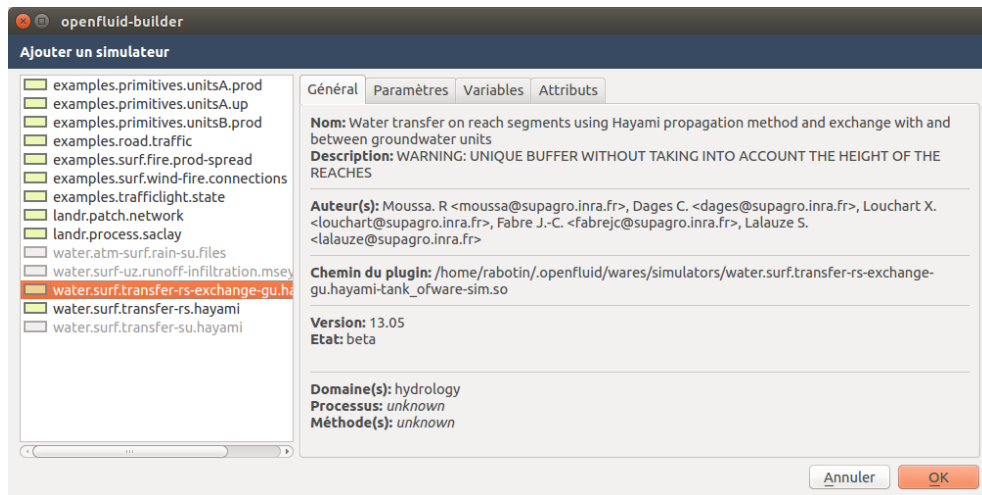 openfluid-builder
Ajouter un simulateur
examples.primitives.unitsA.prod
examples.primitives.unitsA.up
examples.primitives.unitsB.prod
examples.road.traffic
examples.surf.fire.prod-spread
examples.surf.wind-fire.connections
examples.trafficlight.state
landr.patch.network
landr.process.saclay
water.atm-surf.rain-su.files
water.surf-uz.runoff-infiltration.msey
water.surf.transfer-rs-exchange-gu.ha
water.surf.transfer-rs.hayami
water.surf.transfer-su.hayami
Général Paramètres Variables Attributs
Nom: Water transfer on reach segments using Hayami propagation method and exchange with and
between groundwater units
Description: WARNING: UNIQUE BUFFER WITHOUT TAKING INTO ACCOUNT THE HEIGHT OF THE
REACHES
Auteur(s): Moussa. R <moussa@supagro.inra.fr>, Dages C. <dages@supagro.inra.fr>, Louchart X.
<louchart@supagro.inra.fr>, Fabre J.-C. <fabrejc@supagro.inra.fr>, Lalauze S.
<lalauze@supagro.inra.fr>
Chemin du plugin: /home/rabotin/.openfluid/wares/simulators/water.surf.transfer-rs-exchange-
gu.hayami-tank_ofware-sim.so
Version: 13.05
Etat: beta
Domaine(s): hydrology
Processus: unknown
Méthode(s): unknown
Annuler OK